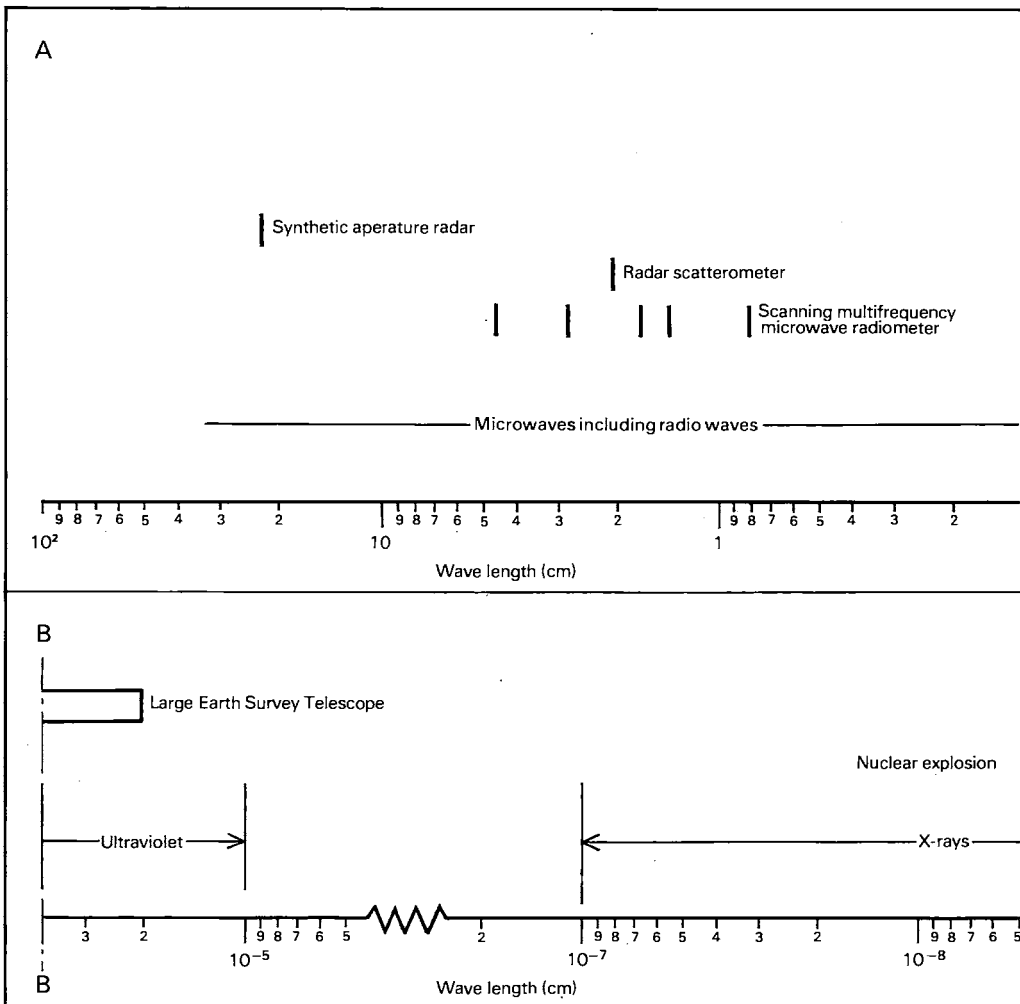 A
Synthetic aperature radar
Radar scatterometer
Scanning multifrequency
microwave radiometer
Microwaves including radio waves
9 8 7 6 5 4 3 2 9 8 7 6 5 4 3 2 9 8 7 6 5 4 3 2
10² 10 1
Wave length (cm)
B
Large Earth Survey Telescope
Nuclear explosion
Ultraviolet X-rays
3 2 9 8 7 6 5 2 9 8 7 6 5 4 3 2 9 8 7 6 5
10⁻⁵ 10⁻⁷ 10⁻⁸
B
Wave length (cm)